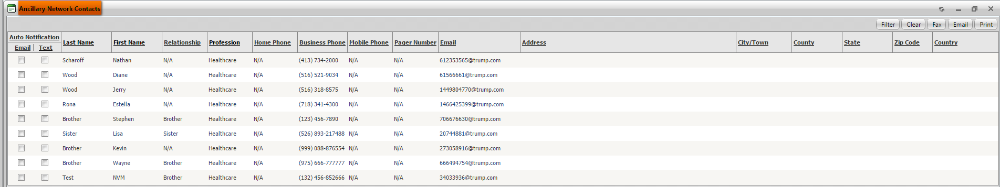 Ancillary Network Contacts
Filter Clear Fax Email Print
Auto Notification
Email Text Last Name First Name Relationship Profession Home Phone Business Phone Mobile Phone Pager Number Email Address City/Town County State Zip Code Country
Scharoff Nathan N/A Healthcare N/A (413) 734-2000 N/A N/A 612353565@trump.com
Wood Diane N/A Healthcare N/A (516) 521-9034 N/A N/A 61566661@trump.com
Wood Jerry N/A Healthcare N/A (516) 318-8575 N/A N/A 1449804770@trump.com
Rona Estella N/A Healthcare N/A (718) 341-4300 N/A N/A 1466425399@trump.com
Brother Stephen Brother Healthcare N/A (123) 456-7890 N/A N/A 706676630@trump.com
Sister Lisa Sister Healthcare N/A (526) 893-217488 N/A N/A 20744881@trump.com
Brother Kevin N/A Healthcare N/A (999) 088-876554 N/A N/A 273058916@trump.com
Brother Wayne Brother Healthcare N/A (975) 666-777777 N/A N/A 666494754@trump.com
Test NVM Brother Healthcare N/A (132) 456-852666 N/A N/A 34033936@trump.com